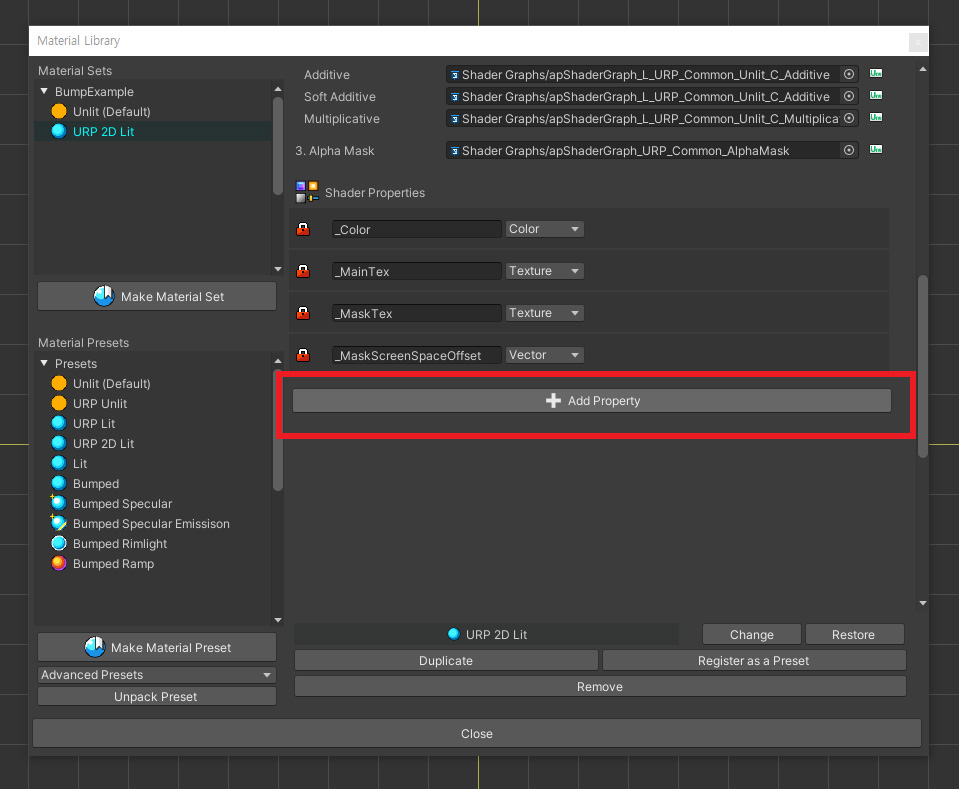 Material Library
Material Sets
BumpExample
Unlit (Default)
URP 2D Lit
Make Material Set
Material Presets
Presets
Unlit (Default)
URP Unlit
URP Lit
URP 2D Lit
Lit
Bumped
Bumped Specular
Bumped Specular Emissison
Bumped Rimlight
Bumped Ramp
Make Material Preset
Advanced Presets
Unpack Preset
Additive Shader Graphs/apShaderGraph_L_URP_Common_Unlit_C_Additive
Soft Additive Shader Graphs/apShaderGraph_L_URP_Common_Unlit_C_Additive
Multiplicative Shader Graphs/apShaderGraph_L_URP_Common_Unlit_C_Multiplica
3. Alpha Mask Shader Graphs/apShaderGraph_URP_Common_AlphaMask
Shader Properties
_Color Color
_MainTex Texture
_MaskTex Texture
_MaskScreenSpaceOffset Vector
Add Property
URP 2D Lit Change Restore
Duplicate Register as a Preset
Remove
Close